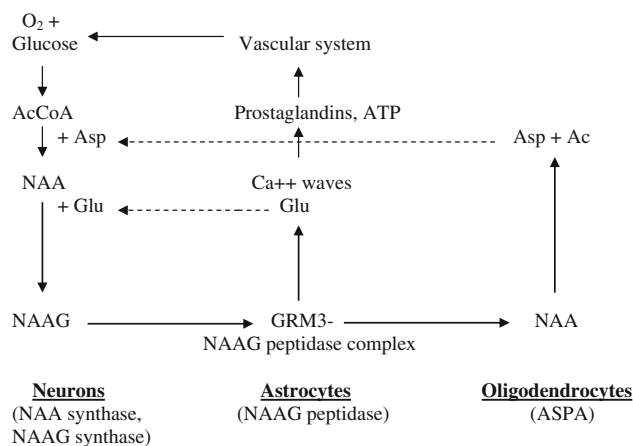 O2 +
Glucose
Vascular system
AcCoA
Prostaglandins, ATP
+ Asp
Asp + Ac
NAA
Ca++ waves
+ Glu
Glu
NAAG
GRM3-
NAAG peptidase complex
NAA
Neurons
(NAA synthase,
NAAG synthase)
Astrocytes
(NAAG peptidase)
Oligodendrocytes
(ASPA)